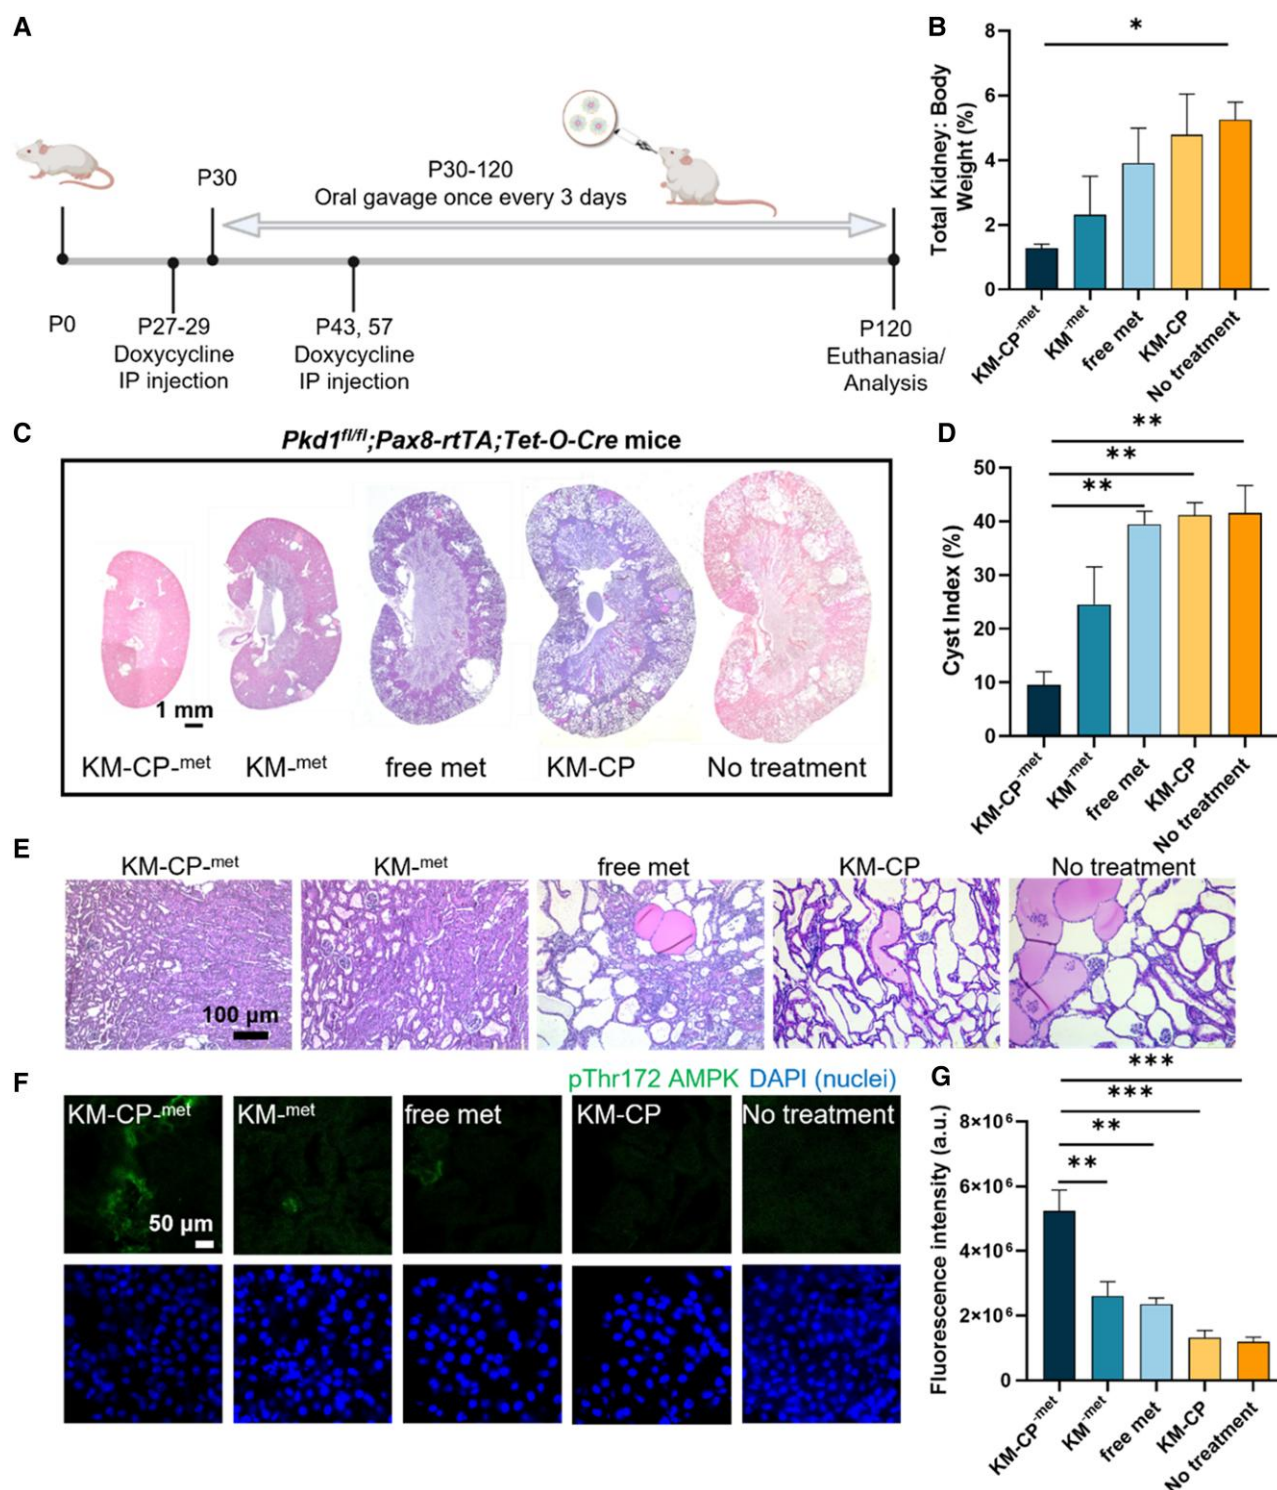 A
P30
P30-120
Oral gavage once every 3 days
P0
P27-29
Doxycycline
IP injection
P43, 57
Doxycycline
IP injection
P120
Euthanasia/
Analysis
B
Total Kidney: Body
Weight (%)
8
6
4
2
0
*
KM-CP-met
KM-met
free met
KM-CP
No treatment
C
Pkd1fl/fl;Pax8-rtTA;Tet-O-Cre mice
1 mm
KM-CP-met
KM-met
free met
KM-CP
No treatment
D
Cyst Index (%)
50
40
30
20
10
0
**
**
**
KM-CP-met
KM-met
free met
KM-CP
No treatment
E
KM-CP-met
KM-met
free met
KM-CP
No treatment
100 µm
F
pThr172 AMPK DAPI (nuclei)
KM-CP-met
KM-met
free met
KM-CP
No treatment
50 µm
G
Fluorescence intensity (a.u.)
8×10⁶
6×10⁶
4×10⁶
2×10⁶
0
***
***
**
**
KM-CP-met
KM-met
free met
KM-CP
No treatment